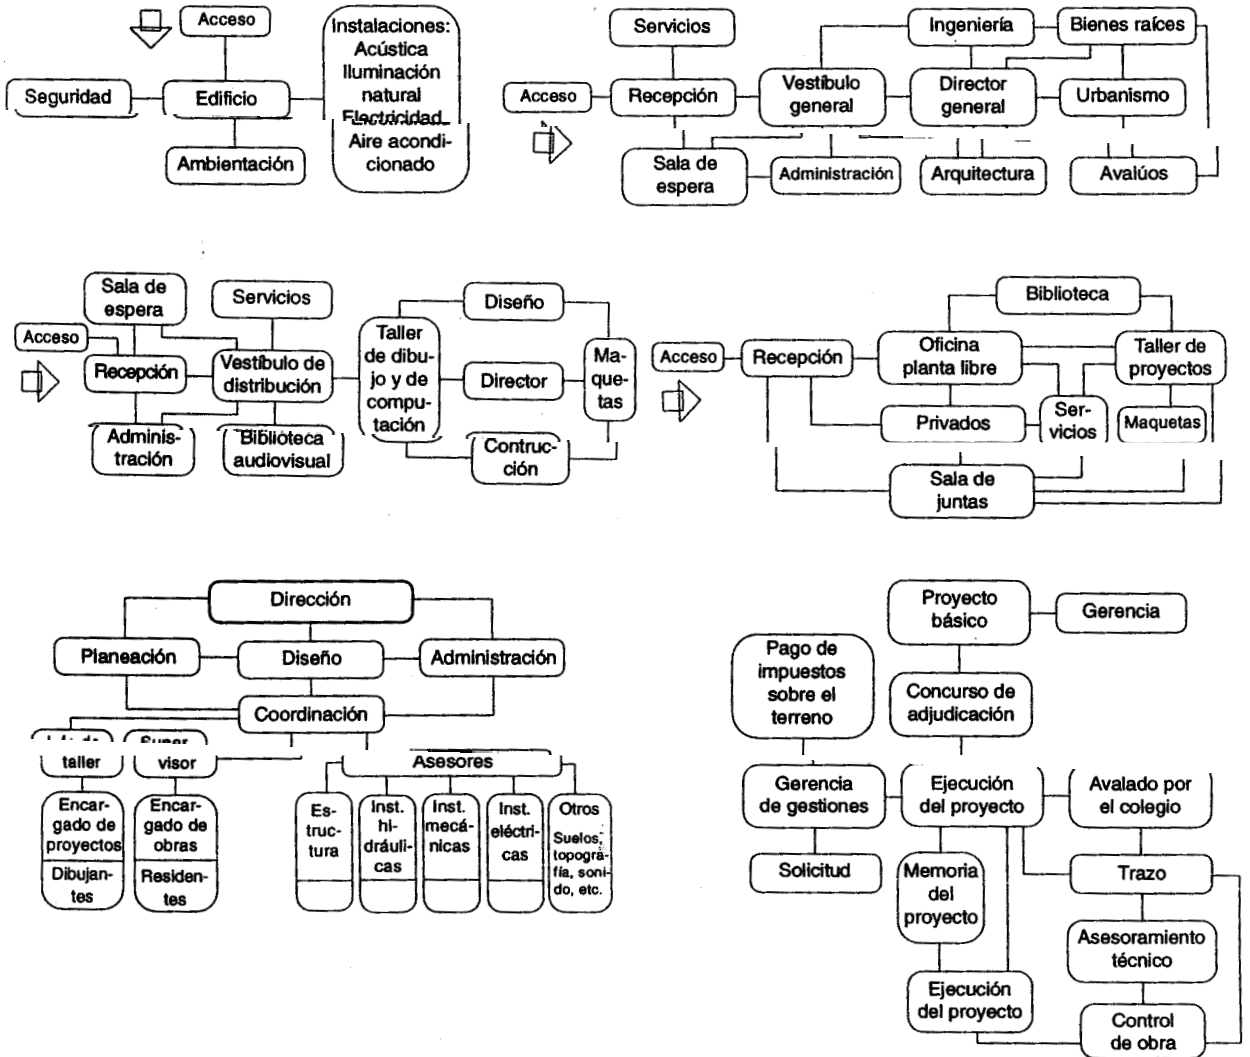 Acceso
Seguridad
Edificio
Ambientación
Instalaciones:
Acústica
Iluminación
natural
Electricidad
Aire acondi-
cionado
Servicios
Acceso
Recepción
Sala de
espera
Vestíbulo
general
Administración
Ingeniería
Director
general
Arquitectura
Bienes raíces
Urbanismo
Avalúos
Sala de
espera
Servicios
Acceso
Recepción
Vestíbulo de
distribución
Adminis-
tración
Biblioteca
audiovisual
Taller
de dibu-
jo y de
compu-
tación
Diseño
Director
Contruc-
ción
Ma-
que-
tas
Biblioteca
Acceso
Recepción
Oficina
planta libre
Taller de
proyectos
Privados
Ser-
vicios
Maquetas
Sala de
juntas
Dirección
Planeación
Diseño
Administración
Coordinación
taller
Super
visor
Asesores
Encar-
gado de
proyectos
Dibujan-
tes
Encar-
gado de
obras
Residen-
tes
Es-
truc-
tura
Inst.
hi-
dráuli-
cas
Inst.
mecá-
nicas
Inst.
eléctri-
cas
Otros
Suelos,
topogra-
fía, soni-
do, etc.
Proyecto
básico
Gerencia
Pago de
impuestos
sobre el
terreno
Concurso de
adjudicación
Gerencia
de gestiones
Ejecución
del proyecto
Avalado por
el colegio
Solicitud
Memoria
del
proyecto
Trazo
Asesoramiento
técnico
Ejecución
del proyecto
Control
de obra